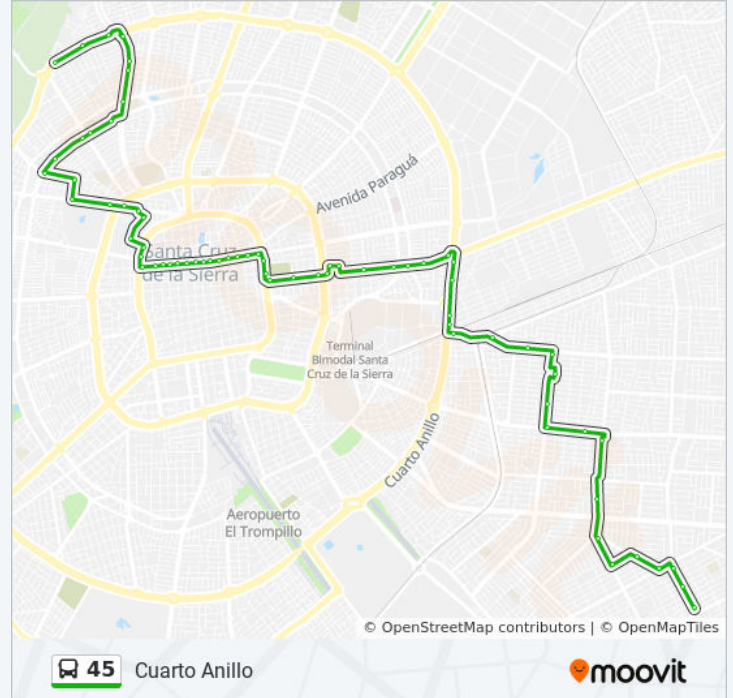 Avenida Paraguá
Santa Cruz
de la Sierra
Terminal
Bimodal Santa
Cruz de la Sierra
Cuarto Anillo
Aeropuerto
El Trompillo
© OpenStreetMap contributors | © OpenMapTiles
45 Cuarto Anillo
moovit